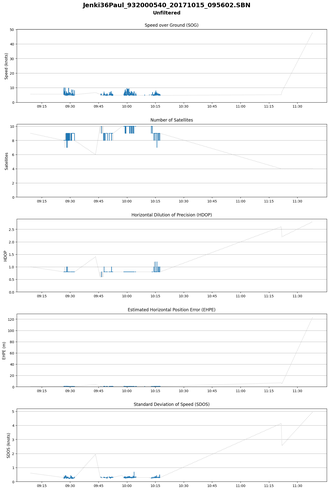 Jenki36Paul_932000540_20171015_095602.SBN
Unfiltered
Speed over Ground (SOG)
Speed (knots)
50
40
30
20
10
0
09:15 09:30 09:45 10:00 10:15 10:30 10:45 11:00 11:15 11:30
Number of Satellites
Satellites
10
8
6
4
2
0
09:15 09:30 09:45 10:00 10:15 10:30 10:45 11:00 11:15 11:30
Horizontal Dilution of Precision (HDOP)
HDOP
2.5
2.0
1.5
1.0
0.5
0.0
09:15 09:30 09:45 10:00 10:15 10:30 10:45 11:00 11:15 11:30
Estimated Horizontal Position Error (EHPE)
EHPE (m)
120
100
80
60
40
20
0
09:15 09:30 09:45 10:00 10:15 10:30 10:45 11:00 11:15 11:30
Standard Deviation of Speed (SDOS)
SDOS (knots)
5
4
3
2
1
0
09:15 09:30 09:45 10:00 10:15 10:30 10:45 11:00 11:15 11:30